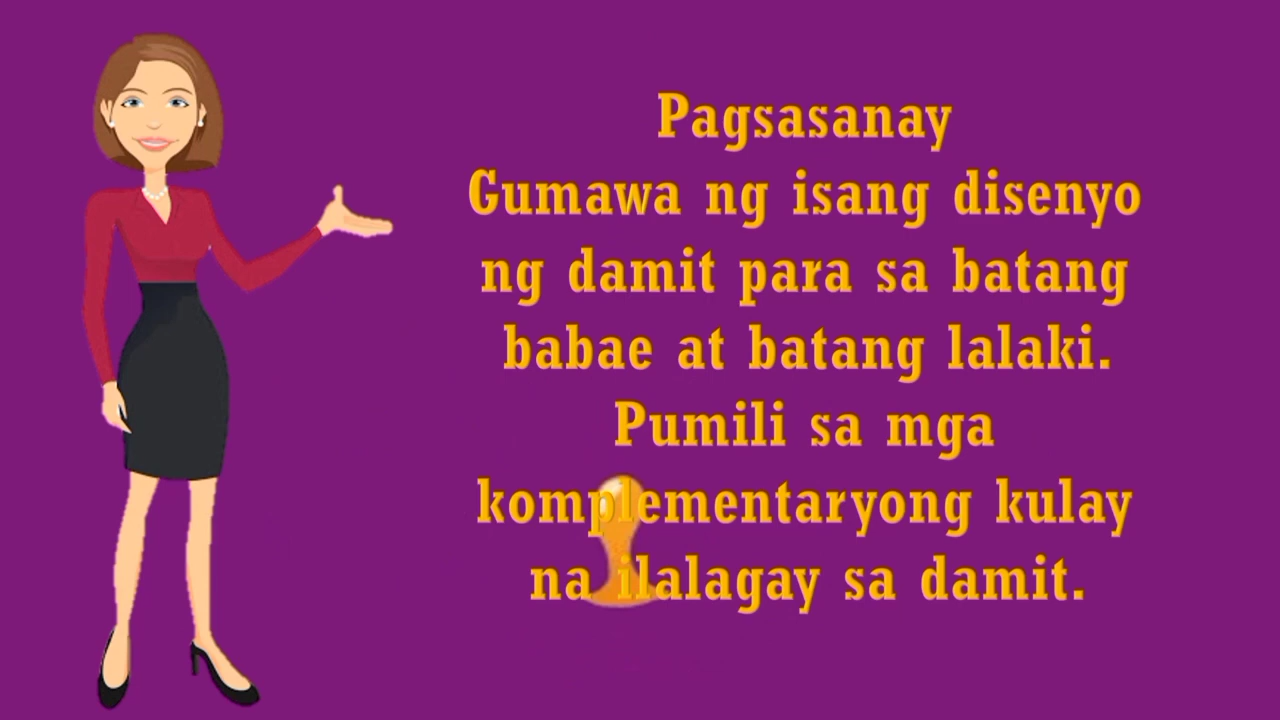 Pagsasanay
Gumawa ng isang disenyo
ng damit para sa batang
babae at batang lalaki.
Pumili sa mga
komplementaryong kulay
na ilalagay sa damit.